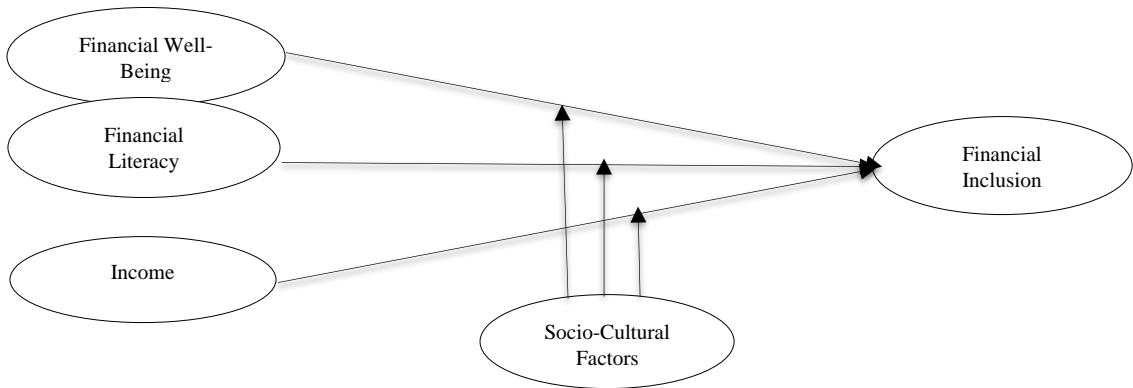 Financial Well-
Being
Financial
Literacy
Financial
Inclusion
Income
Socio-Cultural
Factors